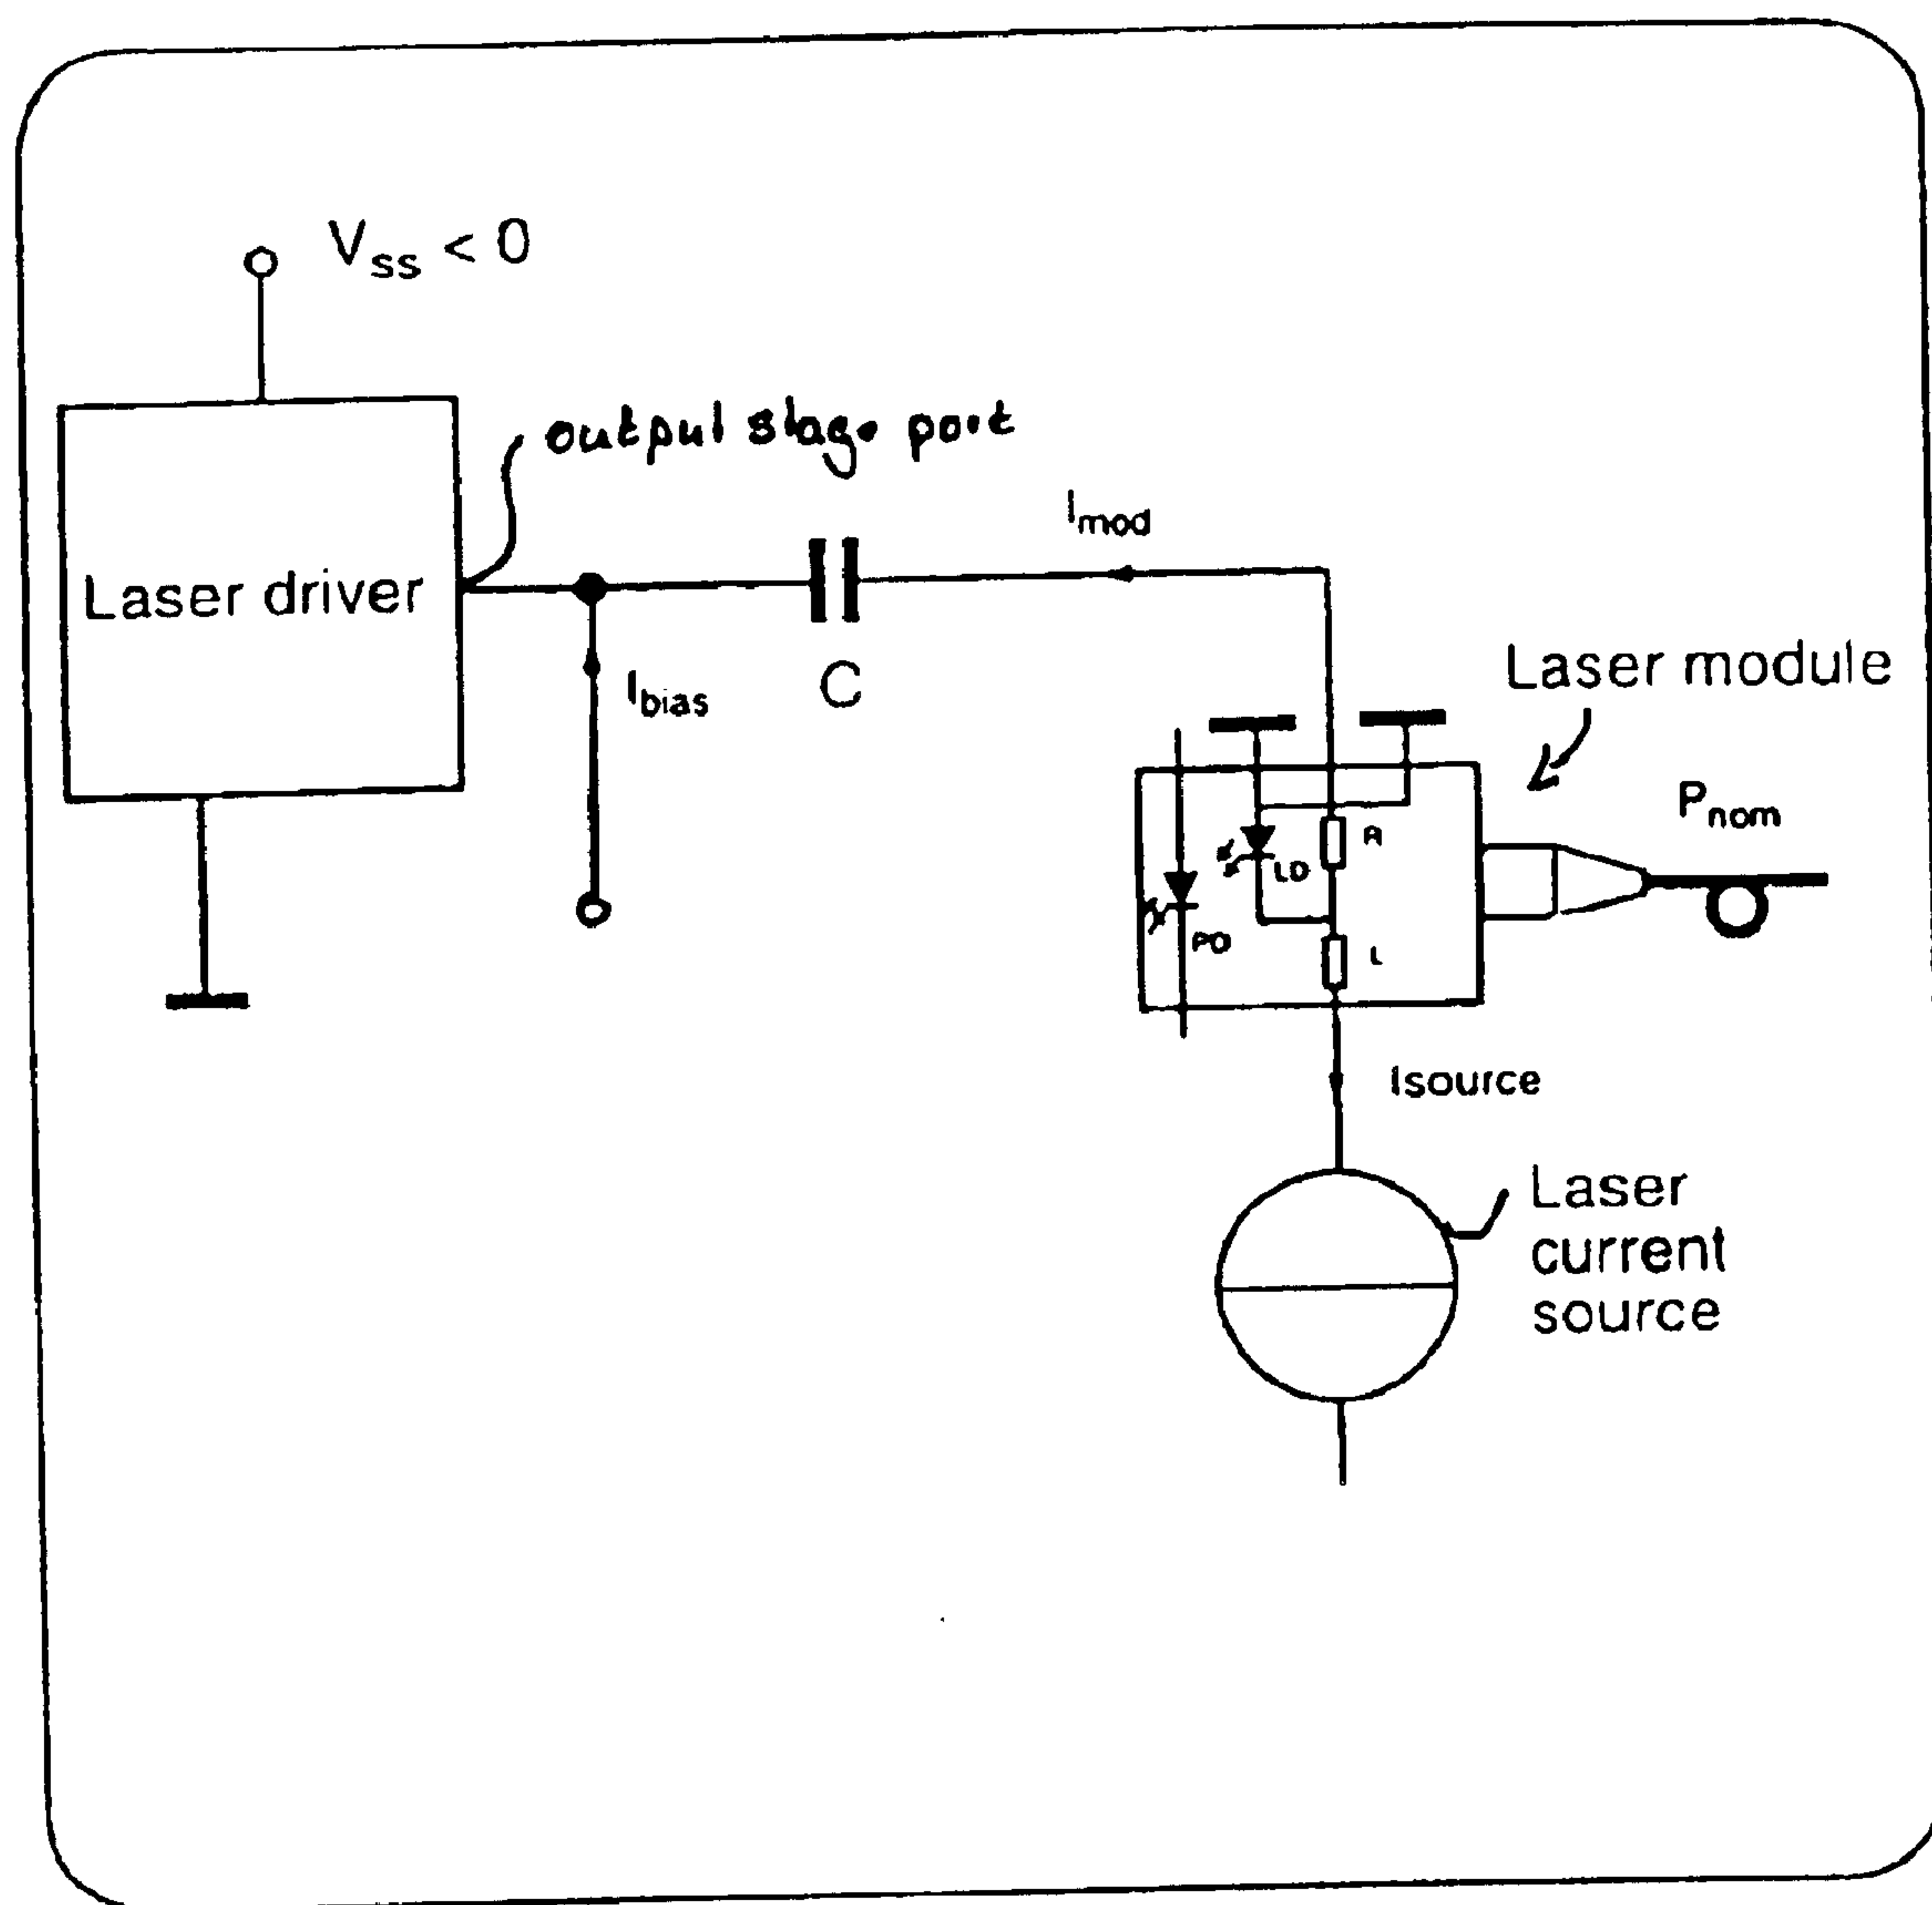 Vss < 0
output stage port
Imod
Laser driver
Ibias
C
Laser module
Pnom
R
LD
PD
L
Isource
Laser
current
source